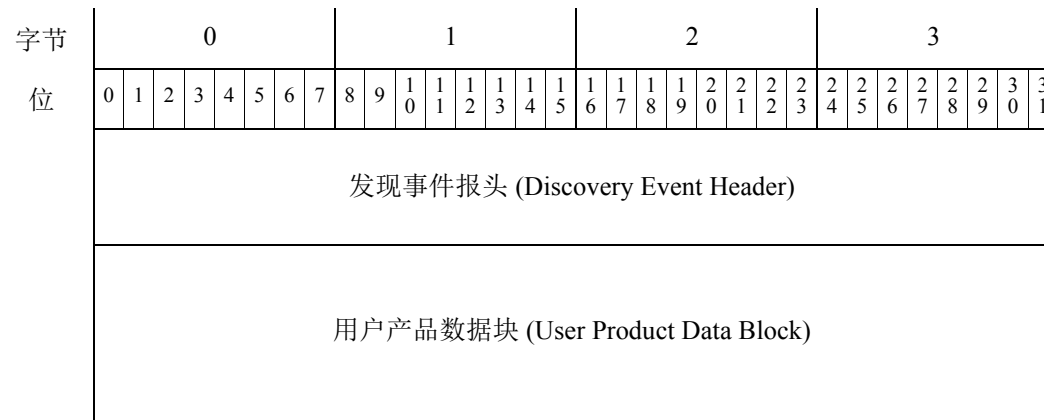 字节 0 1 2 3
位 0 1 2 3 4 5 6 7 8 9 10 11 12 13 14 15 16 17 18 19 20 21 22 23 24 25 26 27 28 29 30 31
发现事件报头 (Discovery Event Header)
用户产品数据块 (User Product Data Block)